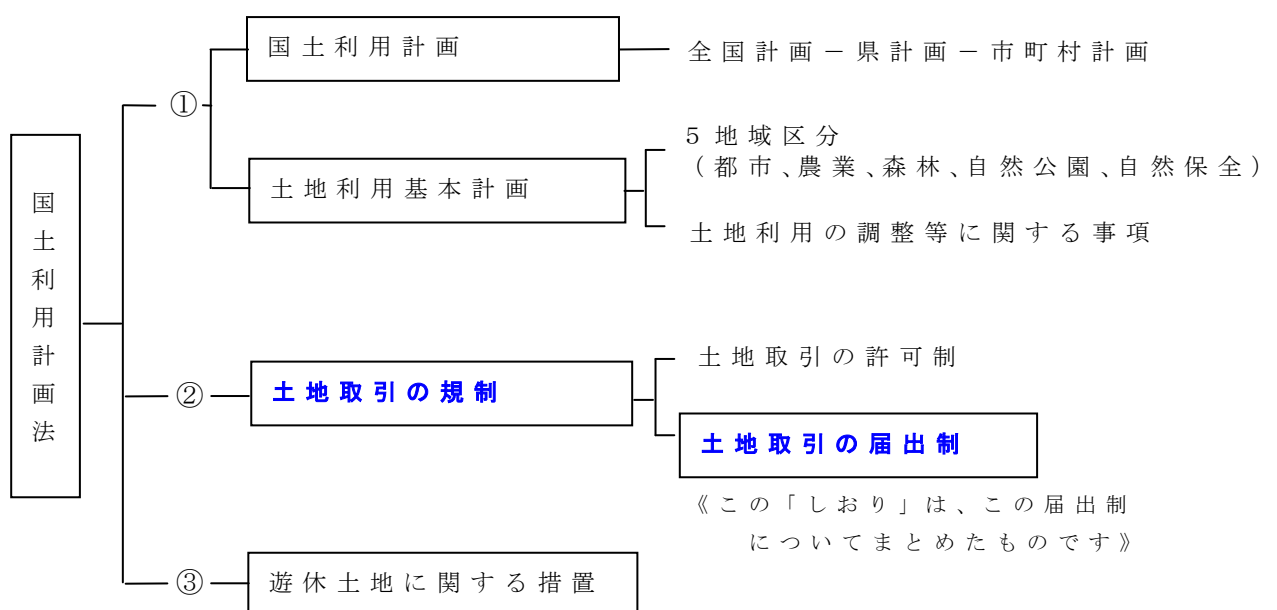 国土利用計画法
①
国土利用計画
全国計画－県計画－市町村計画
土地利用基本計画
5地域区分
（都市、農業、森林、自然公園、自然保全）
土地利用の調整等に関する事項
②
土地取引の規制
土地取引の許可制
土地取引の届出制
《この「しおり」は、この届出制
についてまとめたものです》
③
遊休土地に関する措置